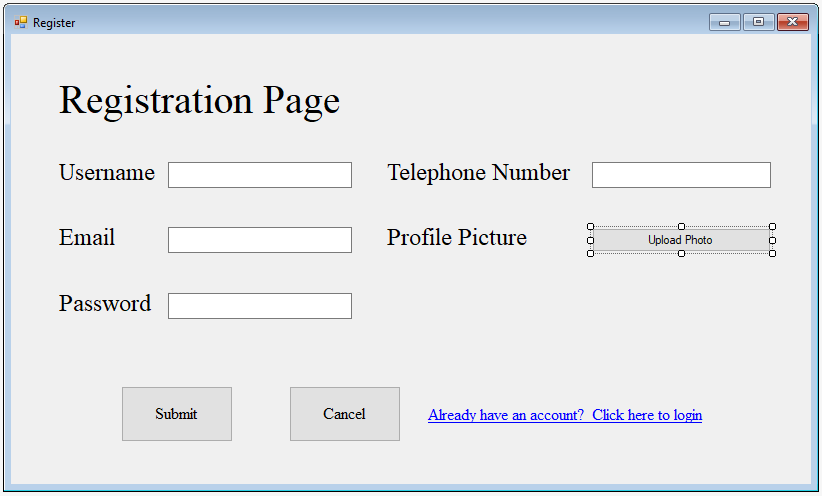 Register
Registration Page
Username
Telephone Number
Email
Profile Picture
Upload Photo
Password
Submit
Cancel
Already have an account?  Click here to login